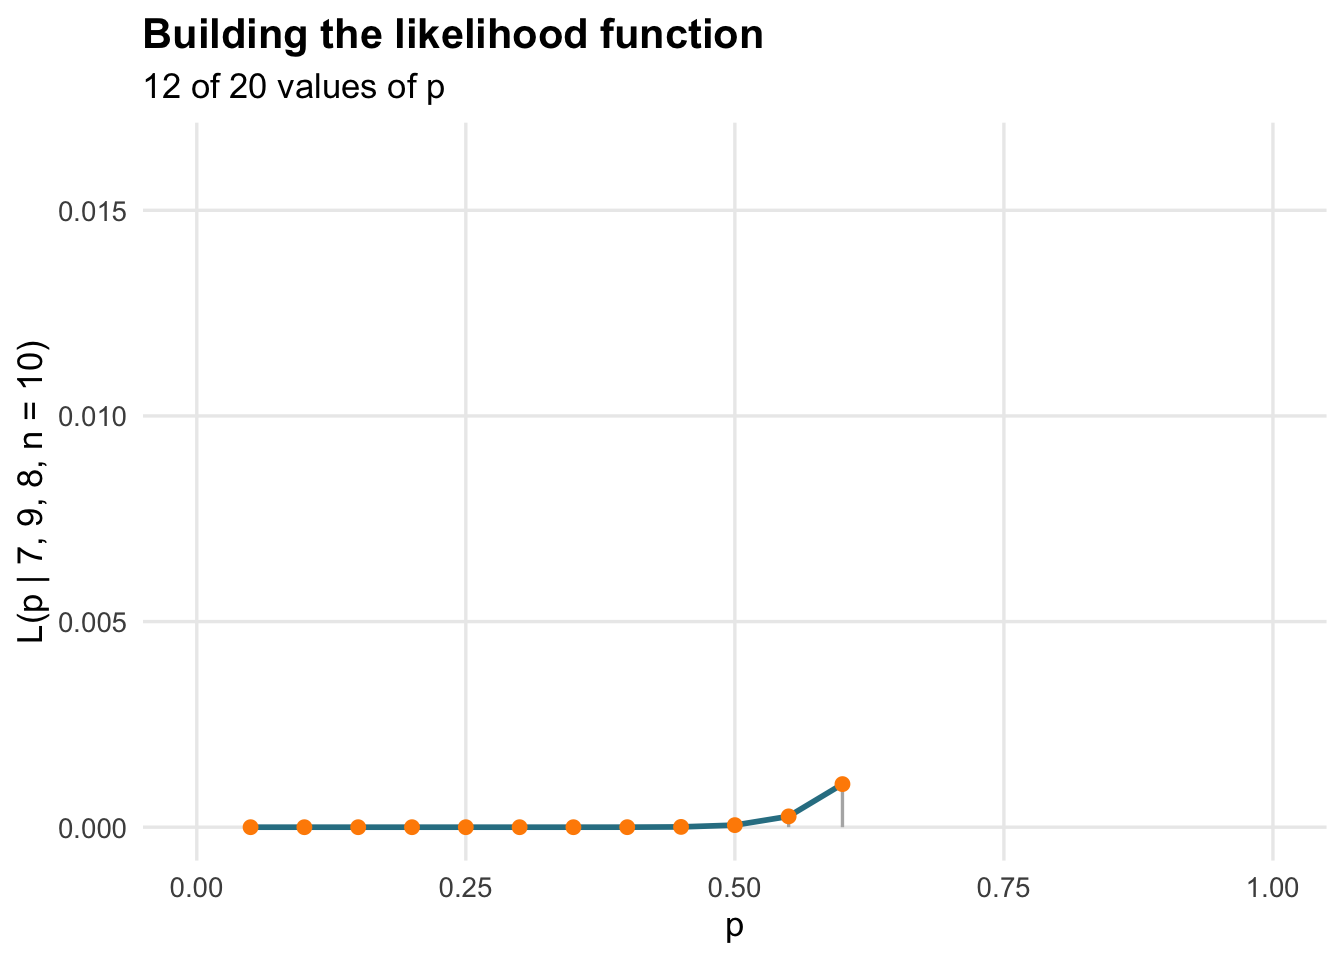 Building the likelihood function
12 of 20 values of p
L(p | 7, 9, 8, n = 10)
0.015
0.010
0.005
0.000
0.00 0.25 0.50 0.75 1.00
p